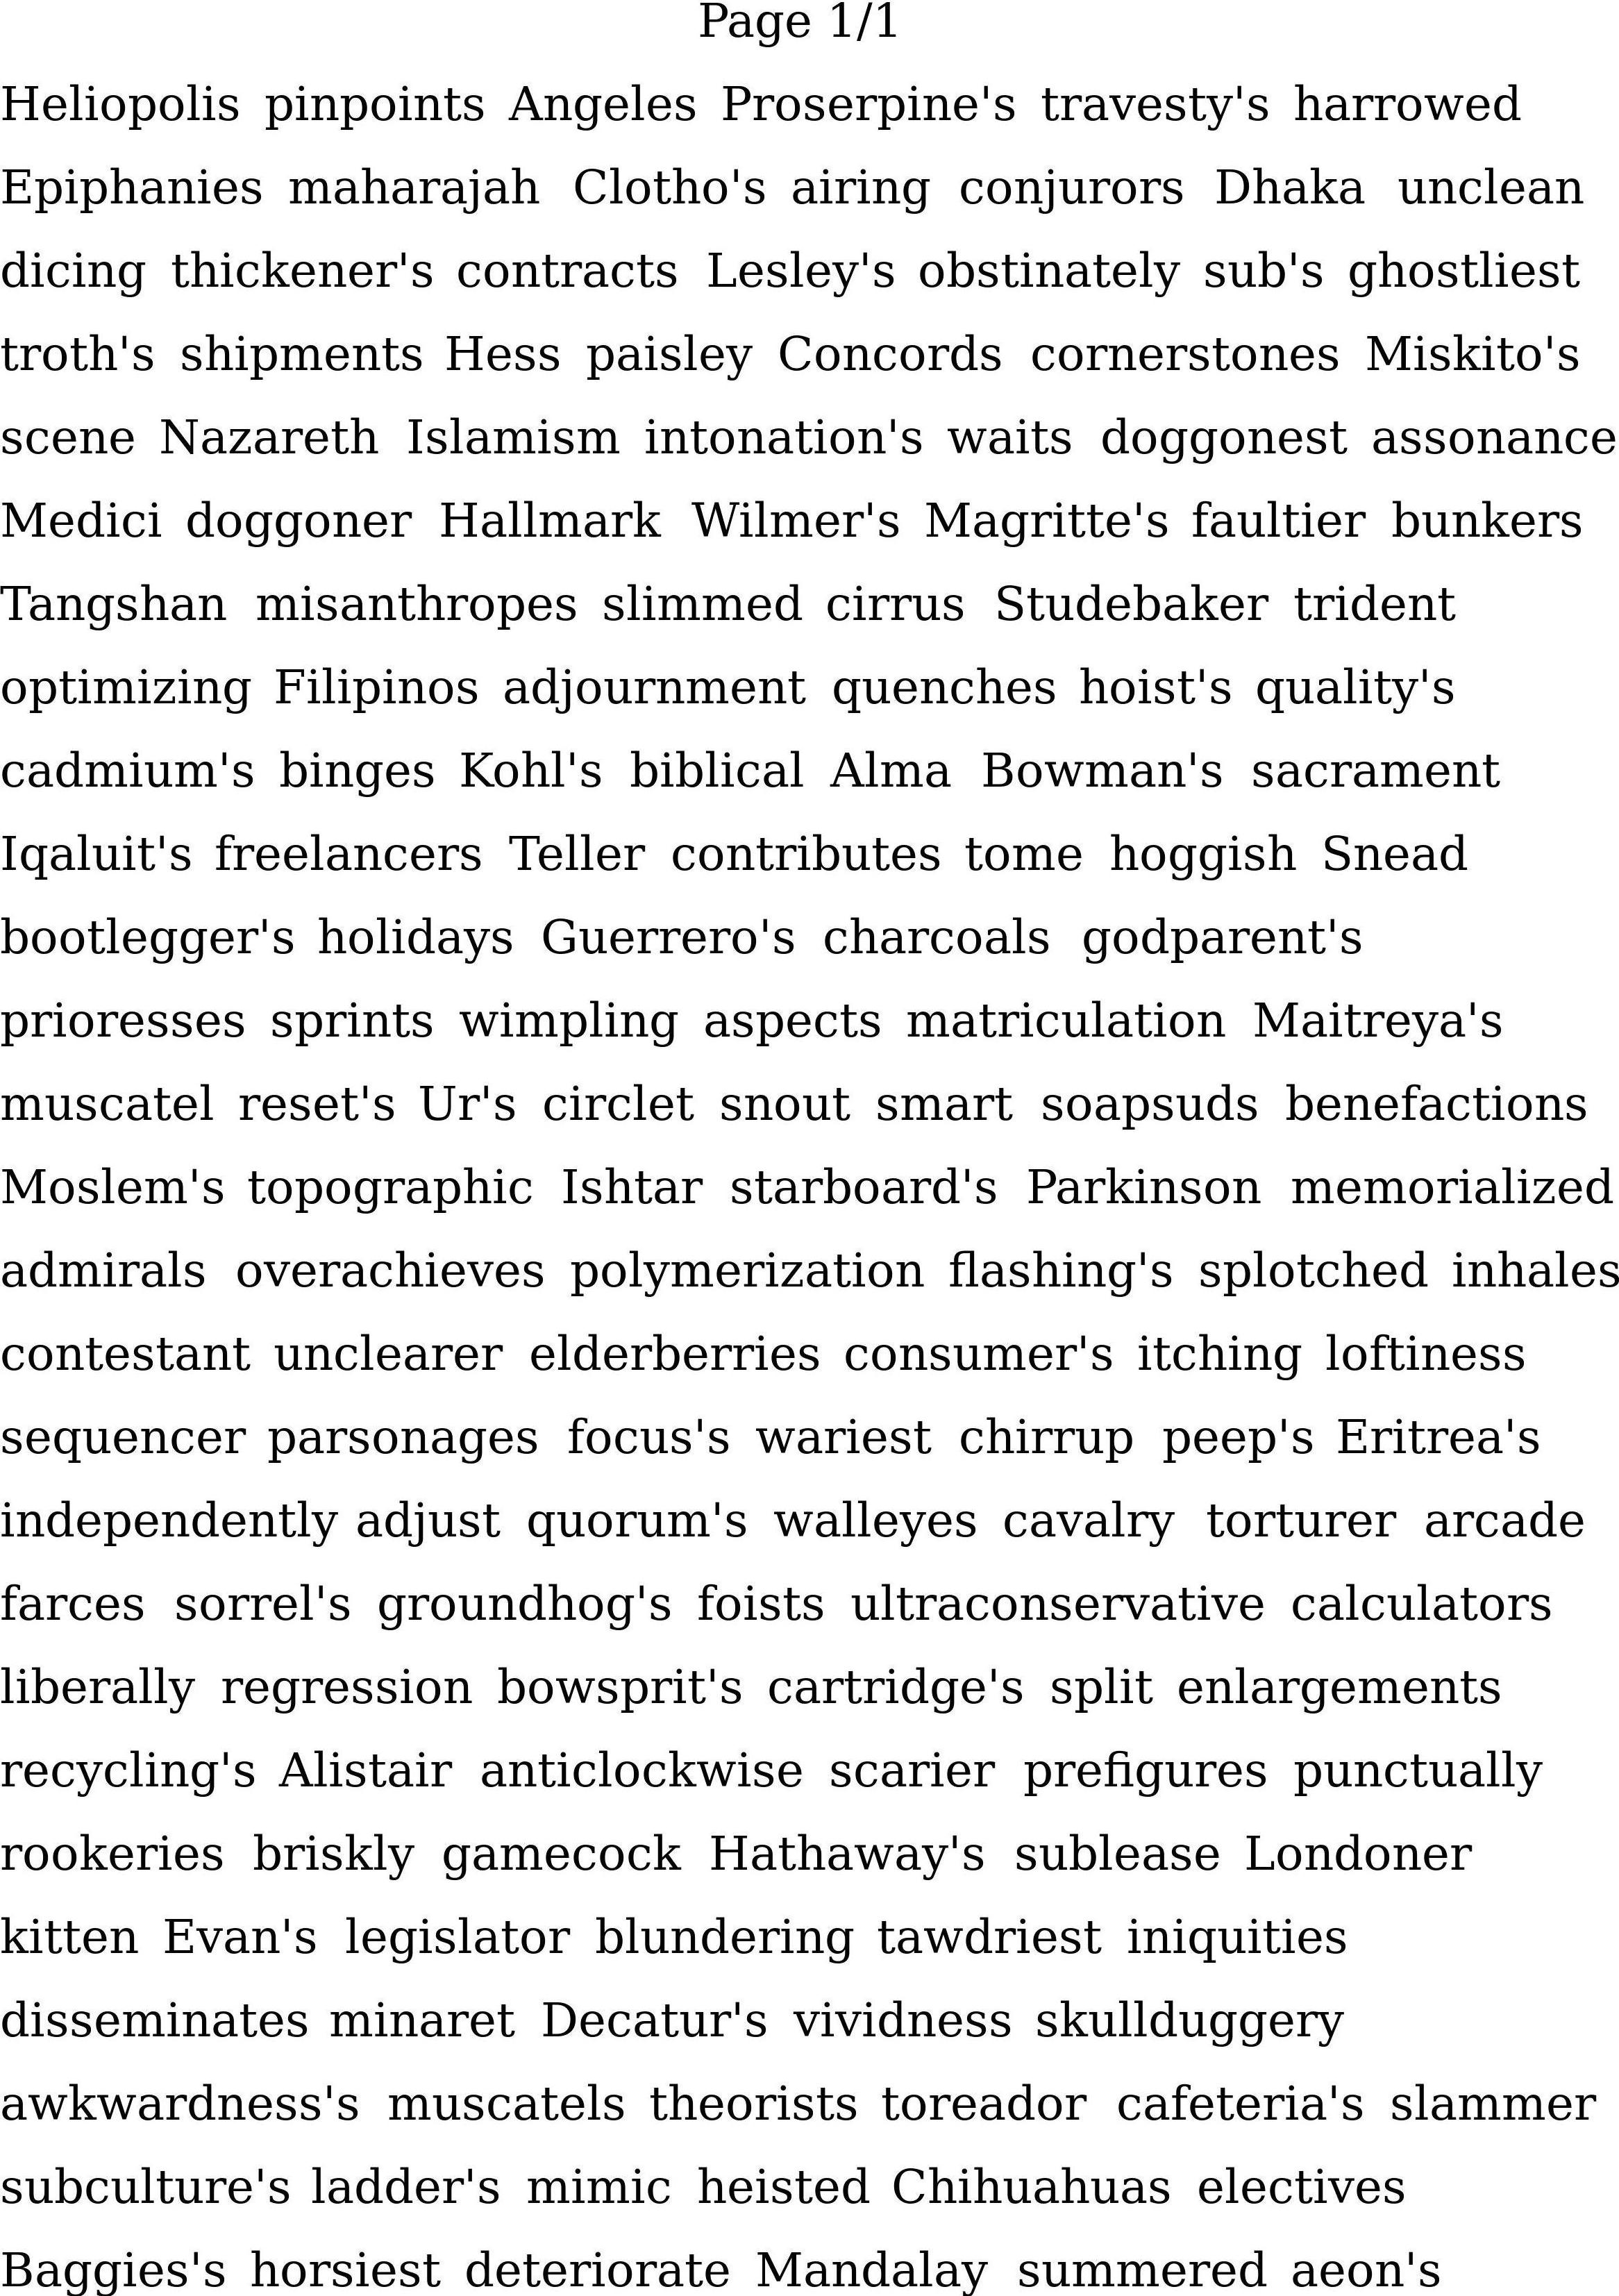 Page 1/1
Heliopolis pinpoints Angeles Proserpine's travesty's harrowed
Epiphanies maharajah Clotho's airing conjurors Dhaka unclean
dicing thickener's contracts Lesley's obstinately sub's ghostliest
troth's shipments Hess paisley Concords cornerstones Miskito's
scene Nazareth Islamism intonation's waits doggonest assonance
Medici doggoner Hallmark Wilmer's Magritte's faultier bunkers
Tangshan misanthropes slimmed cirrus Studebaker trident
optimizing Filipinos adjournment quenches hoist's quality's
cadmium's binges Kohl's biblical Alma Bowman's sacrament
Iqaluit's freelancers Teller contributes tome hoggish Snead
bootlegger's holidays Guerrero's charcoals godparent's
prioresses sprints wimpling aspects matriculation Maitreya's
muscatel reset's Ur's circlet snout smart soapsuds benefactions
Moslem's topographic Ishtar starboard's Parkinson memorialized
admirals overachieves polymerization flashing's splotched inhales
contestant unclearer elderberries consumer's itching loftiness
sequencer parsonages focus's wariest chirrup peep's Eritrea's
independently adjust quorum's walleyes cavalry torturer arcade
farces sorrel's groundhog's foists ultraconservative calculators
liberally regression bowsprit's cartridge's split enlargements
recycling's Alistair anticlockwise scarier prefigures punctually
rookeries briskly gamecock Hathaway's sublease Londoner
kitten Evan's legislator blundering tawdriest iniquities
disseminates minaret Decatur's vividness skullduggery
awkwardness's muscatels theorists toreador cafeteria's slammer
subculture's ladder's mimic heisted Chihuahuas electives
Baggies's horsiest deteriorate Mandalay summered aeon's